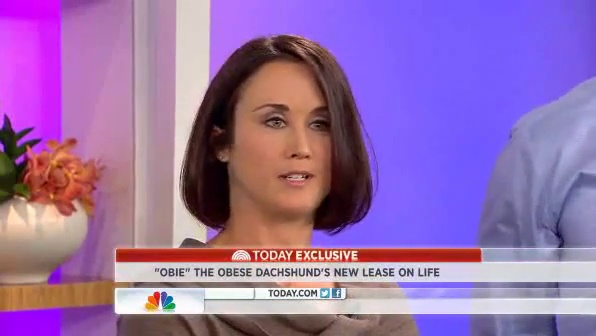 TODAY EXCLUSIVE
"OBIE" THE OBESE DACHSHUND'S NEW LEASE ON LIFE
TODAY.COM